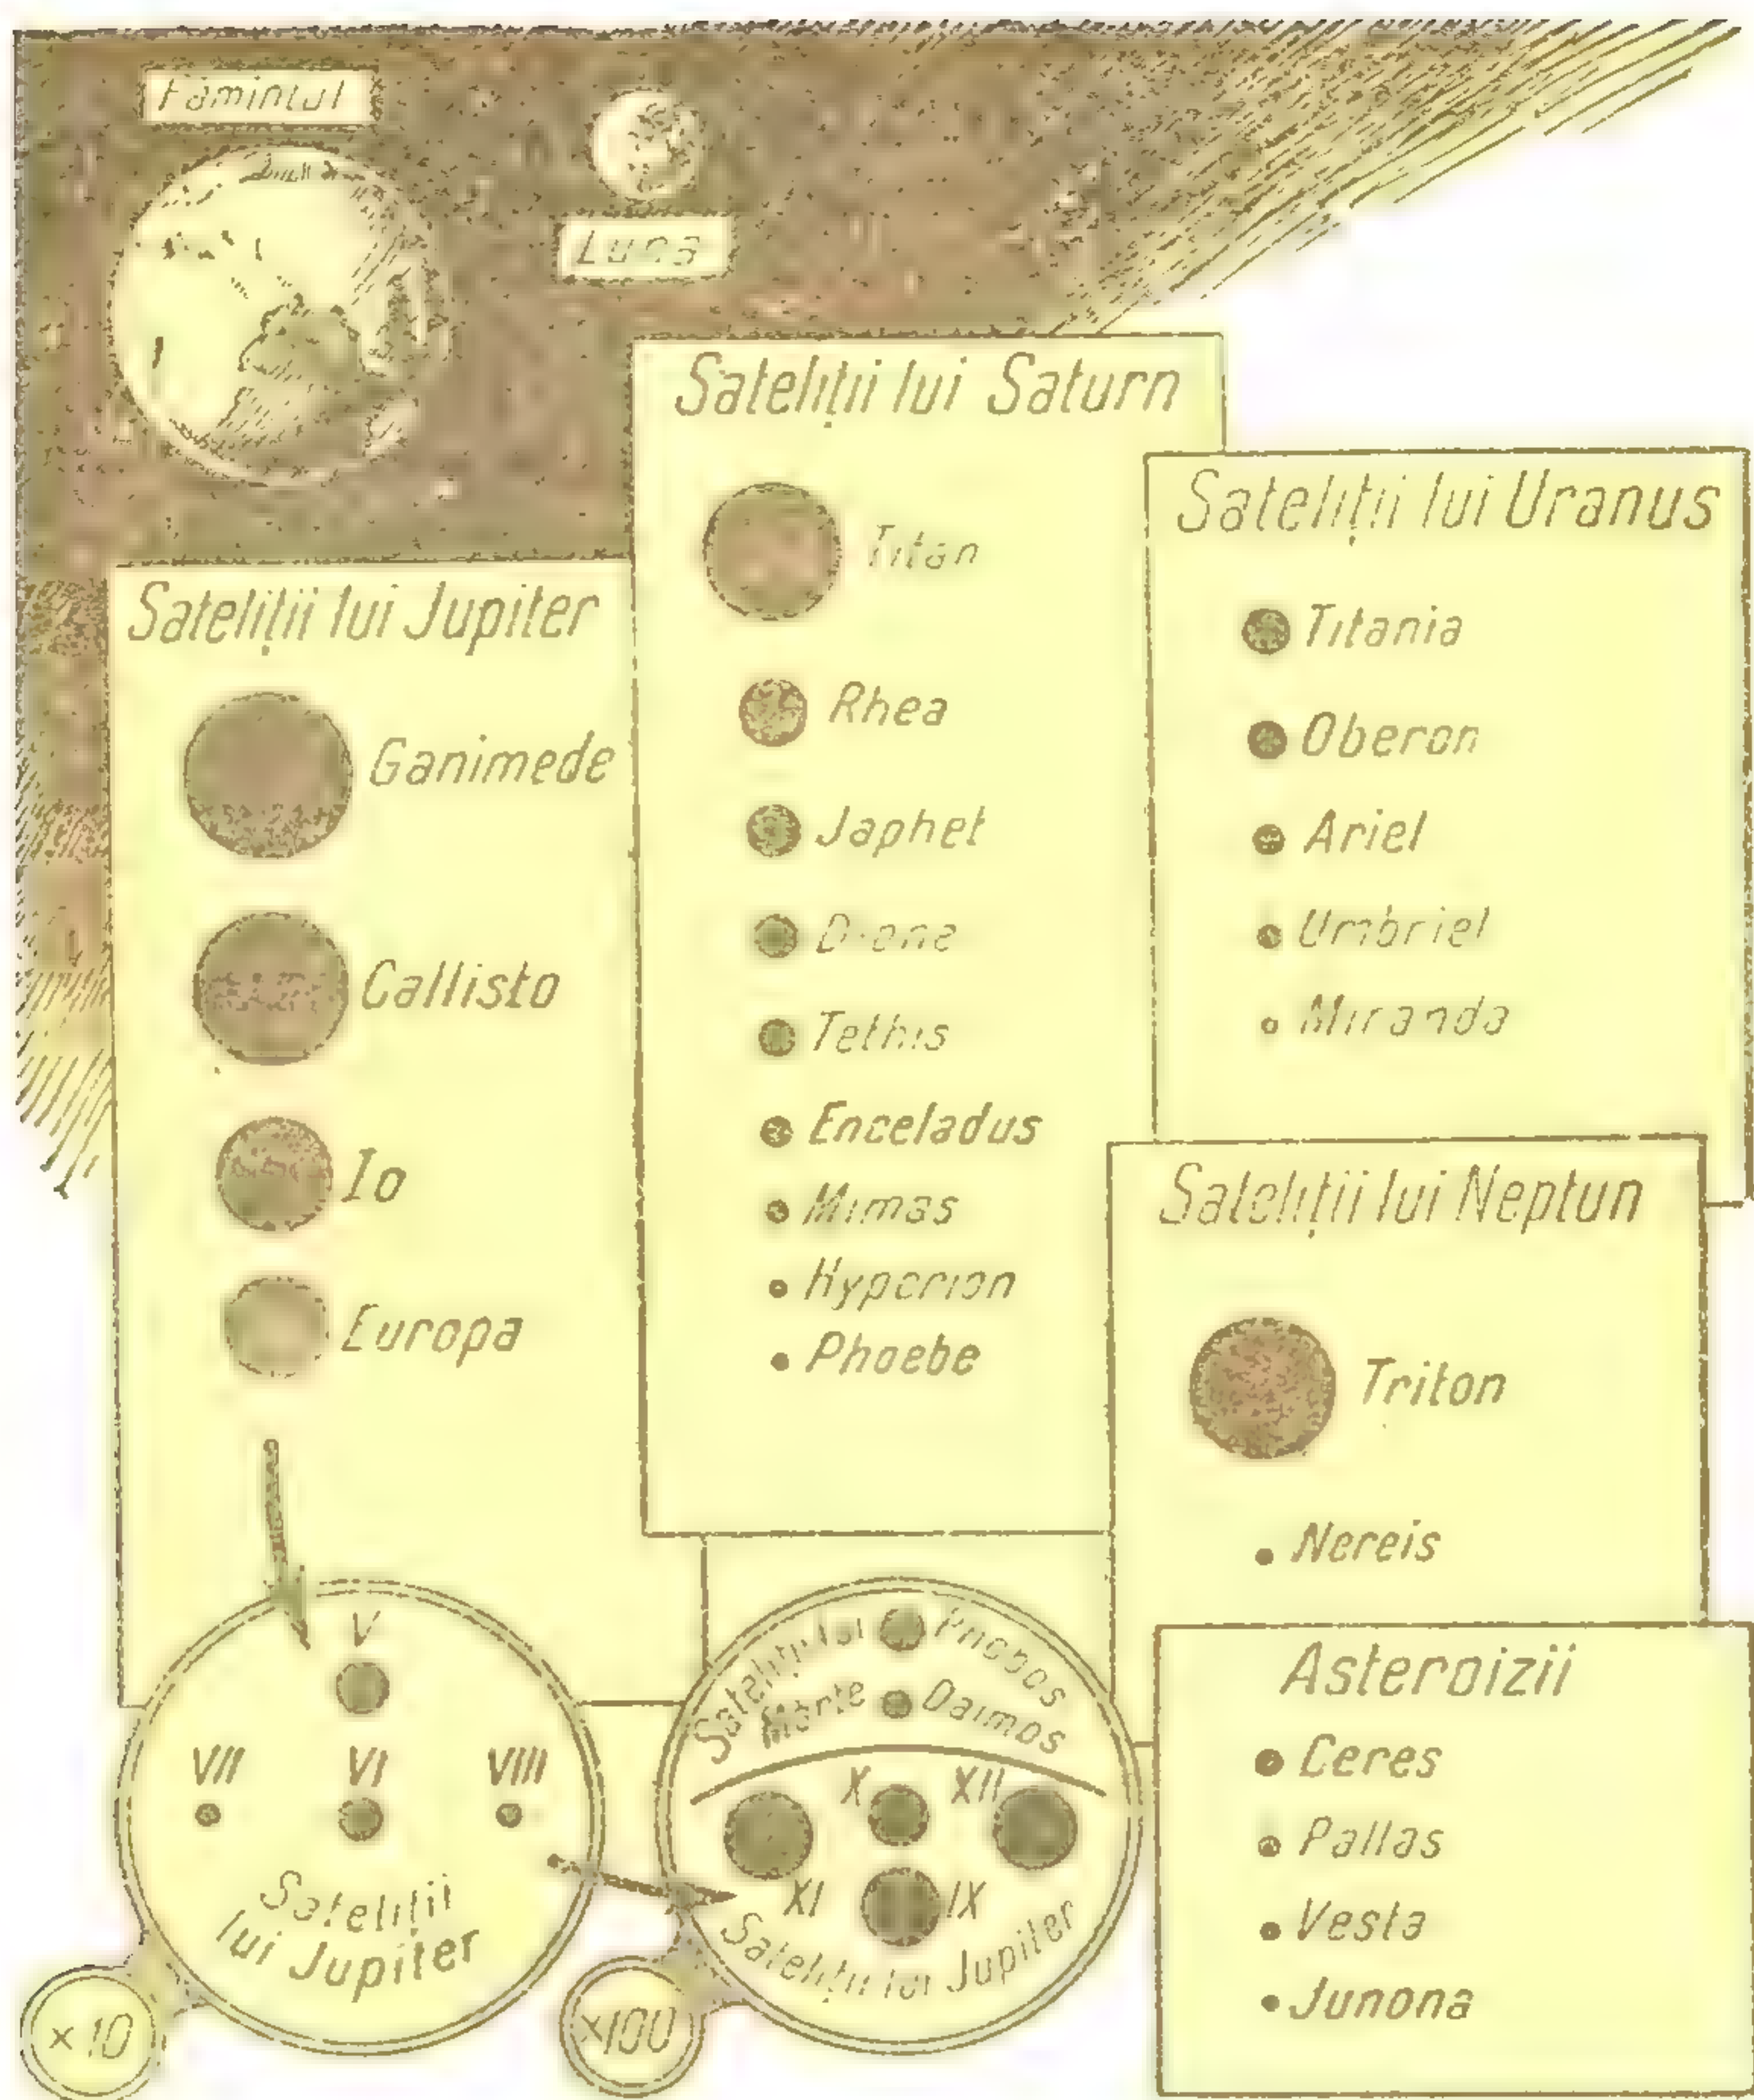 Pămîntul
Luna
Sateliții lui Saturn
Titan
Rhea
Japhet
Dione
Tethis
Enceladus
Mimas
Hyperion
Phoebe
Sateliții lui Uranus
Titania
Oberon
Ariel
Umbriel
Miranda
Sateliții lui Jupiter
Ganimede
Callisto
Io
Europa
Sateliții lui Neptun
Triton
Nereis
V
VII VI VIII
Sateliții
lui Jupiter
×10
Sateliții lui Marte
Phobos
Daimos
X XII
XI IX
Sateliții lui Jupiter
×100
Asteroizii
Ceres
Pallas
Vesta
Junona